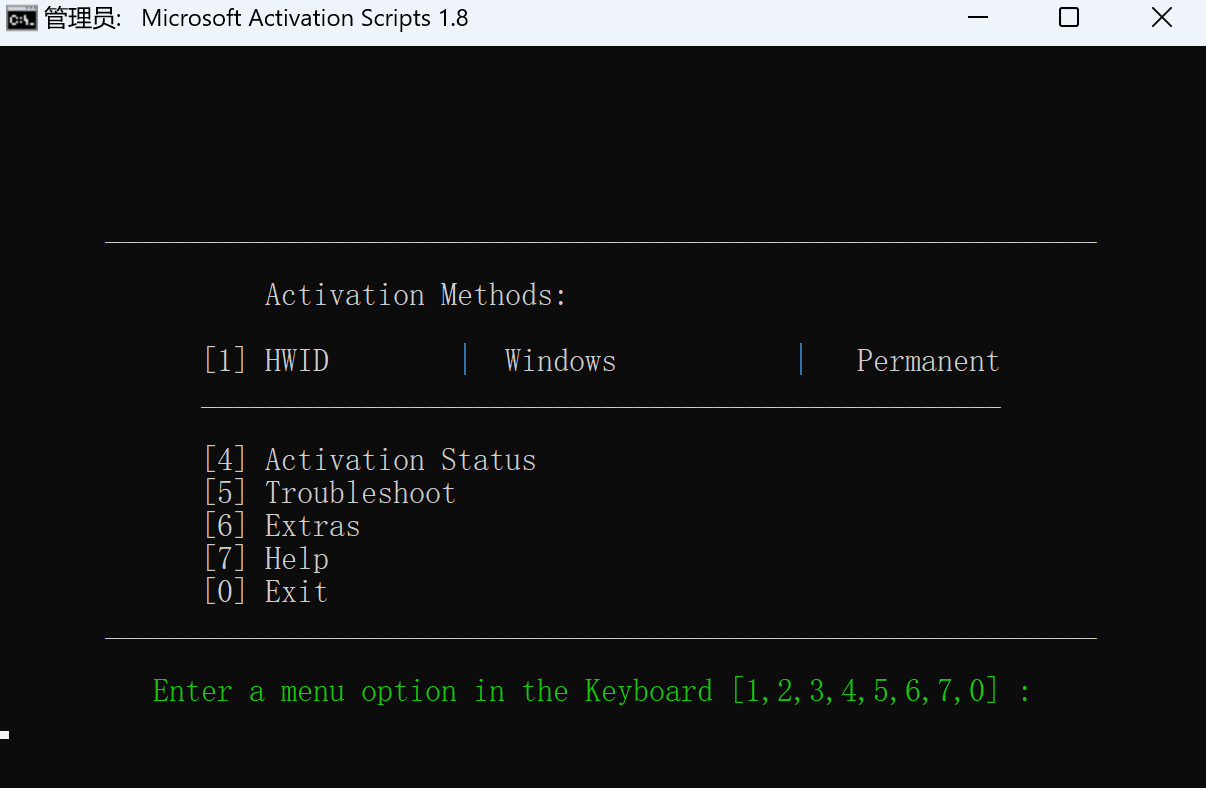 管理员: Microsoft Activation Scripts 1.8
Activation Methods:
[1] HWID | Windows | Permanent
[4] Activation Status
[5] Troubleshoot
[6] Extras
[7] Help
[0] Exit
Enter a menu option in the Keyboard [1,2,3,4,5,6,7,0] :